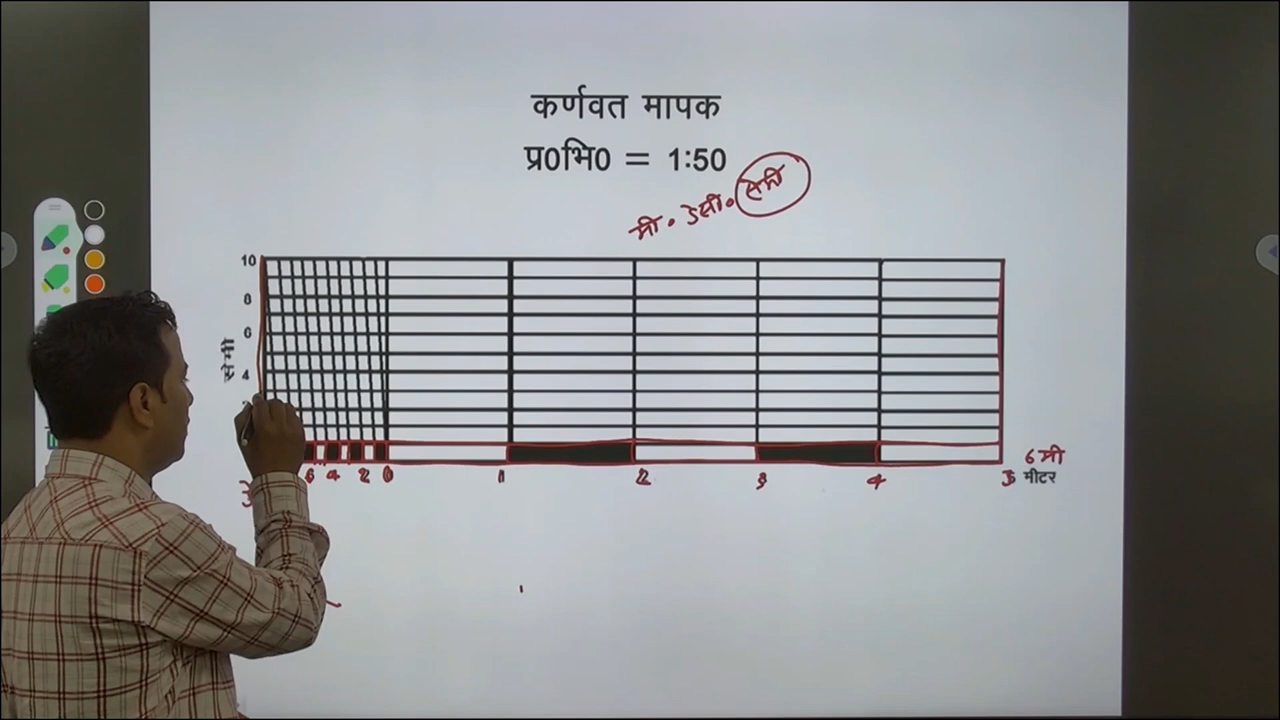 कर्णवत मापक
प्र0भि0 = 1:50
मी. डेसी. सेमी
10
8
6
4
सेमी
6मी
6 4 2 0 1 2 3 4 5 मीटर